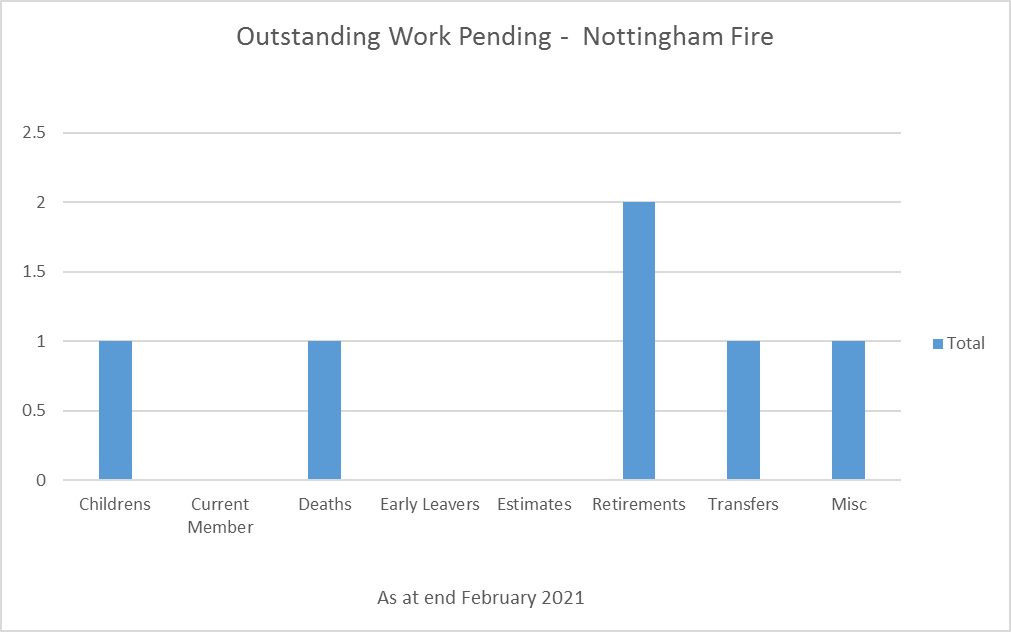 Outstanding Work Pending -  Nottingham Fire
2.5
2
1.5
1
0.5
0
Childrens
Current
Member
Deaths
Early Leavers
Estimates
Retirements
Transfers
Misc
Total
As at end February 2021